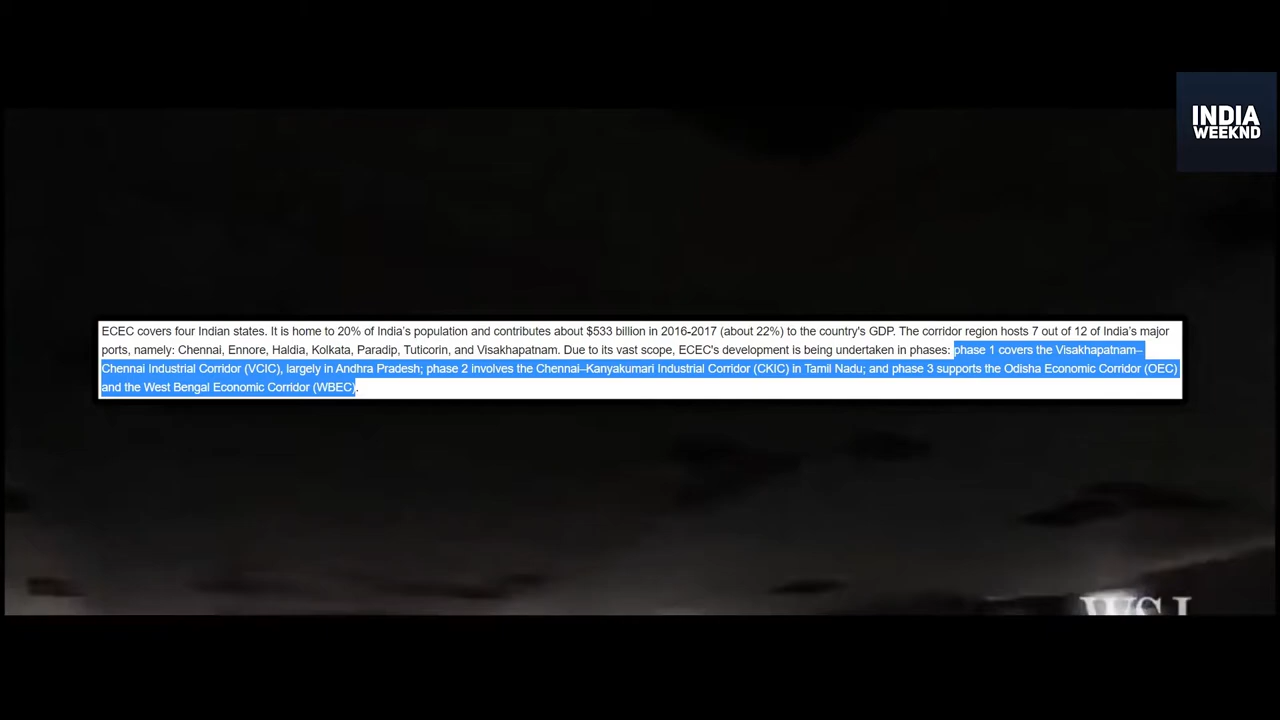 INDIA
WEEKND
ECEC covers four Indian states. It is home to 20% of India's population and contributes about $533 billion in 2016-2017 (about 22%) to the country's GDP. The corridor region hosts 7 out of 12 of India's major
ports, namely: Chennai, Ennore, Haldia, Kolkata, Paradip, Tuticorin, and Visakhapatnam. Due to its vast scope, ECEC's development is being undertaken in phases: phase 1 covers the Visakhapatnam–
Chennai Industrial Corridor (VCIC), largely in Andhra Pradesh; phase 2 involves the Chennai–Kanyakumari Industrial Corridor (CKIC) in Tamil Nadu; and phase 3 supports the Odisha Economic Corridor (OEC)
and the West Bengal Economic Corridor (WBEC).
WSJ